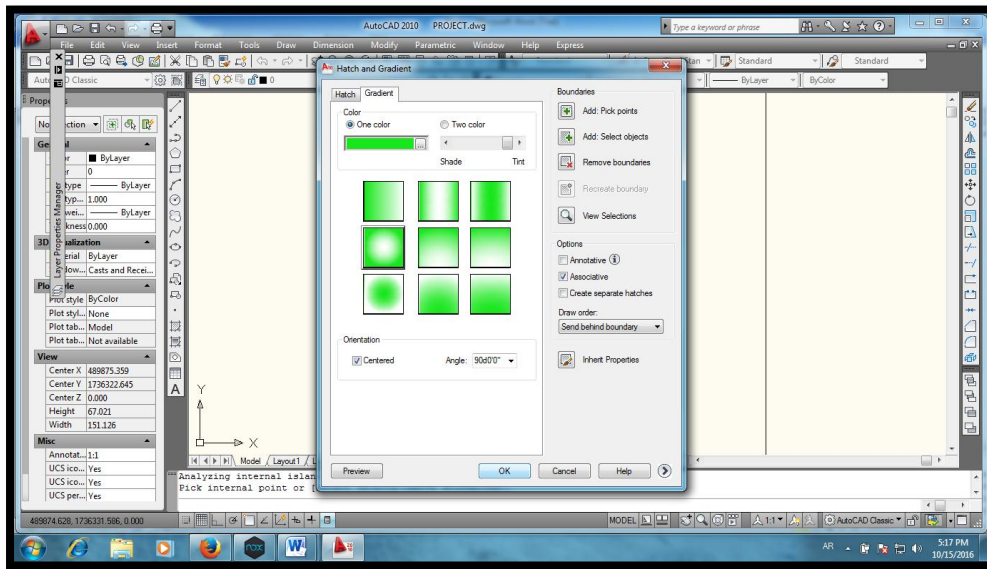 AutoCAD 2010 PROJECT.dwg
Type a keyword or phrase
File Edit View Insert Format Tools Draw Dimension Modify Parametric Window Help Express
Standard
Standard
Classic
ByLayer
ByColor
0
Layer Properties Manager
ByLayer
0
ByLayer
1.000
ByLayer
0.000
3D
ByLayer
Casts and Recei...
Plot style ByColor
Plot styl... None
Plot tab... Model
Plot tab... Not available
View
Center X 489875.359
Center Y 1736322.645
Center Z 0.000
Height 67.021
Width 151.126
Misc
Annotat... 1:1
UCS ico... Yes
UCS ico... Yes
UCS per... Yes
Y
X
A
Model Layout1
Analyzing internal islan
Pick internal point or [
Hatch and Gradient
Hatch Gradient
Color
One color Two color
...
Shade Tint
Orientation
Centered Angle: 90d0'0"
Boundaries
Add: Pick points
Add: Select objects
Remove boundaries
Recreate boundary
View Selections
Options
Annotative
Associative
Create separate hatches
Draw order:
Send behind boundary
Inherit Properties
Preview OK Cancel Help
489874.628, 1736331.586, 0.000
MODEL 1:1 AutoCAD Classic
nox W
AR 5:17 PM
10/15/2016